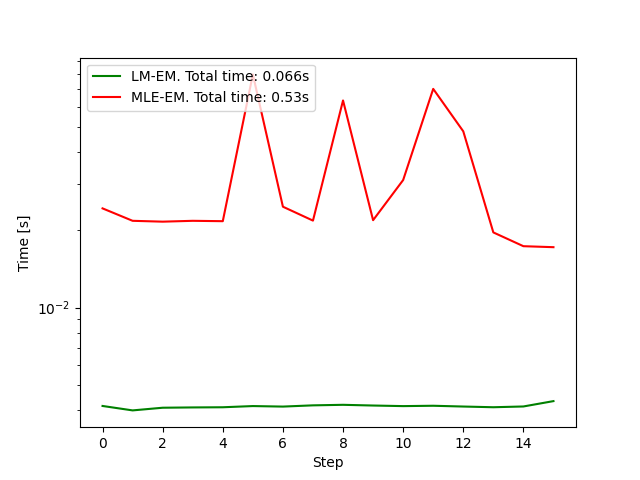 LM-EM. Total time: 0.066s
MLE-EM. Total time: 0.53s
Time [s]
10⁻²
0 2 4 6 8 10 12 14
Step